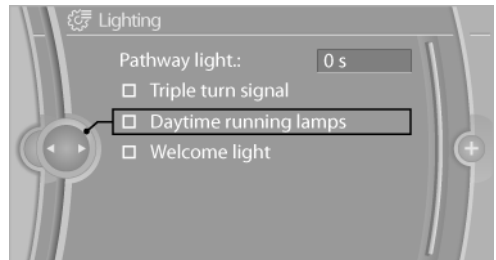 Lighting
Pathway light.: 0 s
Triple turn signal
Daytime running lamps
Welcome light